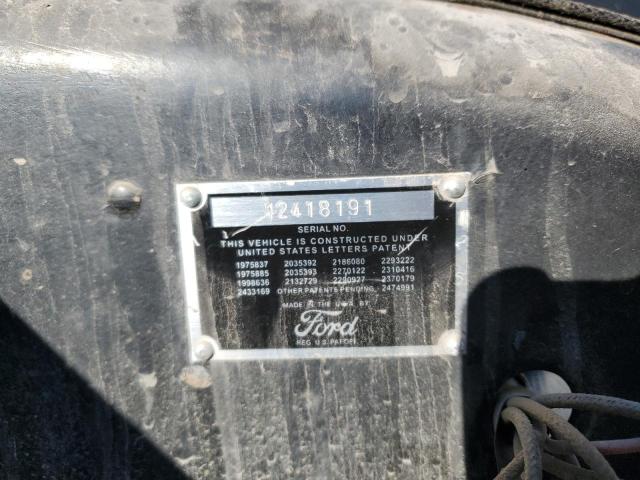 12418191
SERIAL NO.
THIS VEHICLE IS CONSTRUCTED UNDER
UNITED STATES LETTERS PATENT
1975837 2035392 2186080 2293222
1975885 2035393 2270122 2310416
1998636 2132729 2290927 2370179
2433169 OTHER PATENTS PENDING 2474991
MADE IN THE U.S.A. BY
Ford
REG. U.S. PAT. OFF.